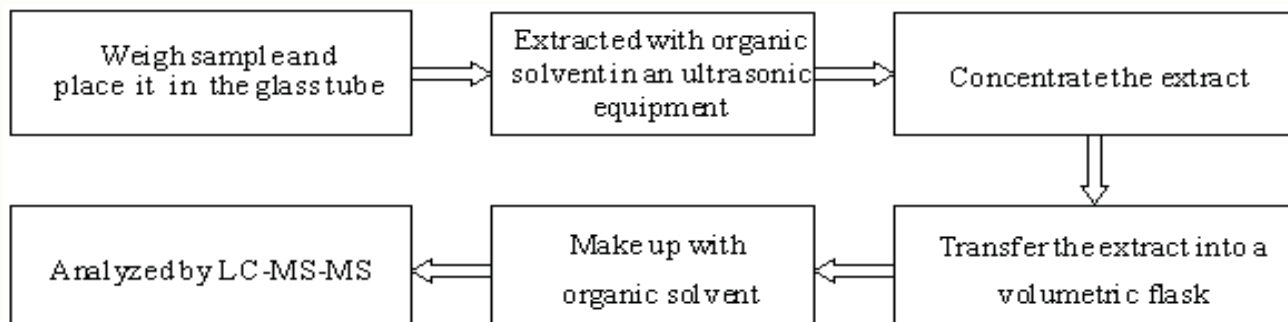 Weigh sample and
place it in the glass tube
Extracted with organic
solvent in an ultrasonic
equipment
Concentrate the extract
Transfer the extract into a
volumetric flask
Make up with
organic solvent
Analyzed by LC-MS-MS